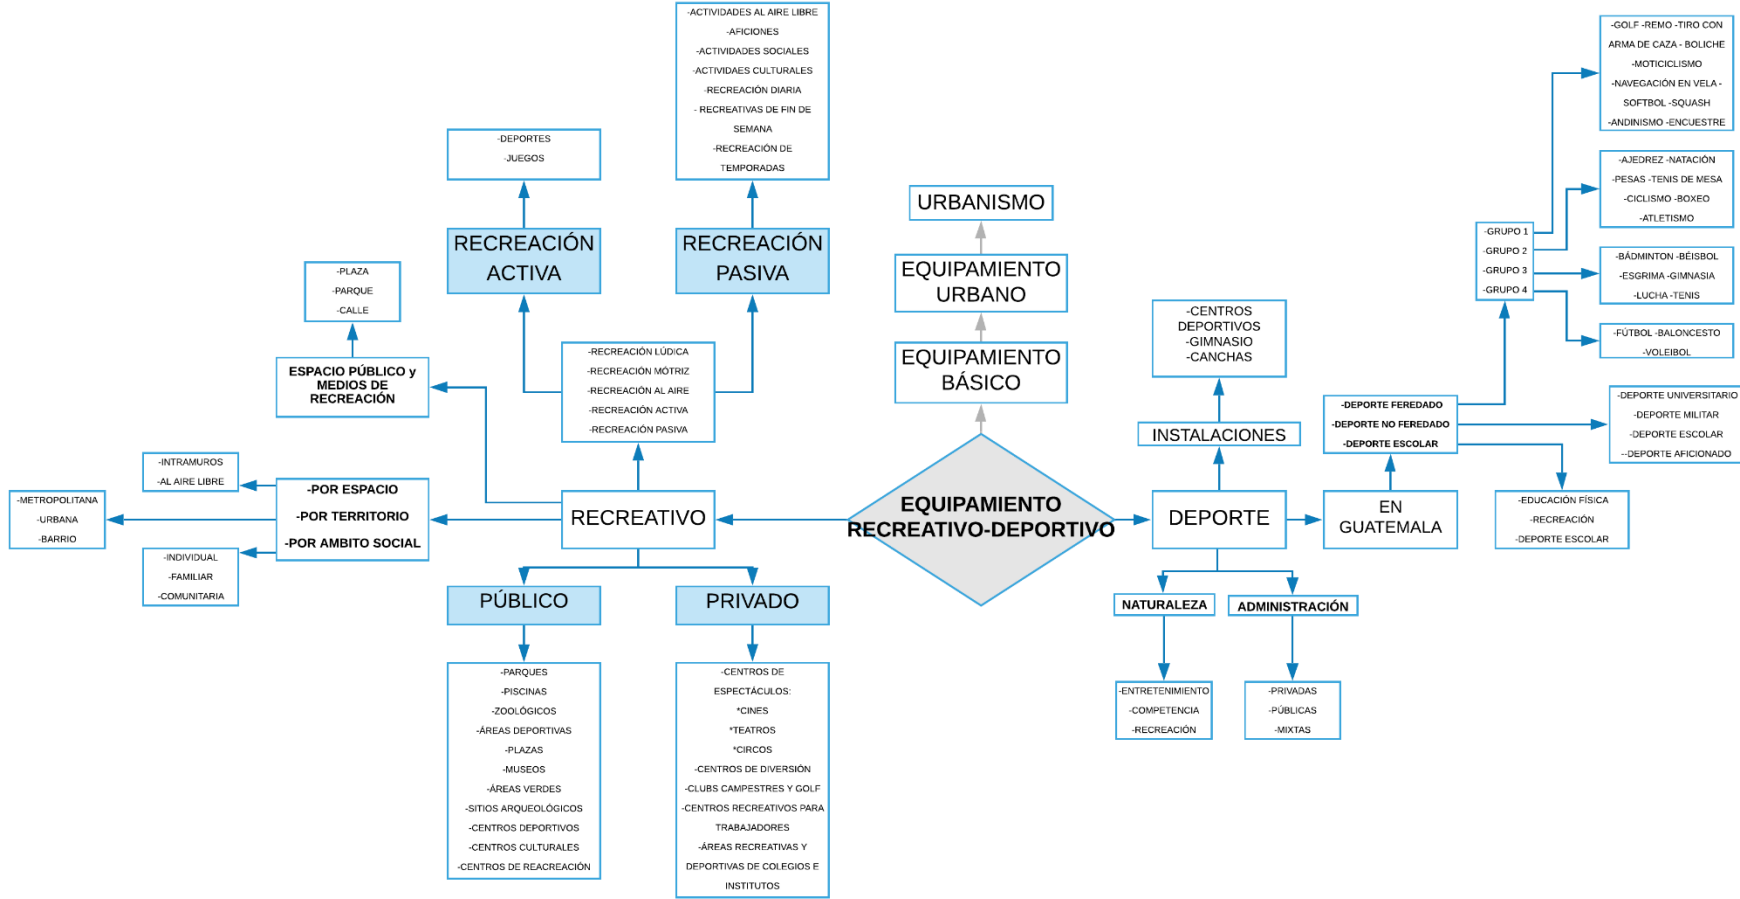 -ACTIVIDADES AL AIRE LIBRE
-AFICIONES
-ACTIVIDADES SOCIALES
-ACTIVIDAES CULTURALES
-RECREACIÓN DIARIA
- RECREATIVAS DE FIN DE
SEMANA
-RECREACIÓN DE
TEMPORADAS
-DEPORTES
-JUEGOS
RECREACIÓN
ACTIVA
RECREACIÓN
PASIVA
-PLAZA
-PARQUE
-CALLE
ESPACIO PÚBLICO y
MEDIOS DE
RECREACIÓN
-RECREACIÓN LÚDICA
-RECREACIÓN MÓTRIZ
-RECREACIÓN AL AIRE
-RECREACIÓN ACTIVA
-RECREACIÓN PASIVA
-INTRAMUROS
-AL AIRE LIBRE
-METROPOLITANA
-URBANA
-BARRIO
-INDIVIDUAL
-FAMILIAR
-COMUNITARIA
-POR ESPACIO
-POR TERRITORIO
-POR AMBITO SOCIAL
RECREATIVO
PÚBLICO
PRIVADO
-PARQUES
-PISCINAS
-ZOOLÓGICOS
-ÁREAS DEPORTIVAS
-PLAZAS
-MUSEOS
-ÁREAS VERDES
-SITIOS ARQUEOLÓGICOS
-CENTROS DEPORTIVOS
-CENTROS CULTURALES
-CENTROS DE REACREACIÓN
-CENTROS DE
ESPECTÁCULOS:
*CINES
*TEATROS
*CIRCOS
-CENTROS DE DIVERSIÓN
-CLUBS CAMPESTRES Y GOLF
-CENTROS RECREATIVOS PARA
TRABAJADORES
-ÁREAS RECREATIVAS Y
DEPORTIVAS DE COLEGIOS E
INSTITUTOS
URBANISMO
EQUIPAMIENTO
URBANO
EQUIPAMIENTO
BÁSICO
EQUIPAMIENTO
RECREATIVO-DEPORTIVO
-CENTROS
DEPORTIVOS
-GIMNASIO
-CANCHAS
INSTALACIONES
DEPORTE
EN
GUATEMALA
NATURALEZA
ADMINISTRACIÓN
-ENTRETENIMIENTO
-COMPETENCIA
-RECREACIÓN
-PRIVADAS
-PÚBLICAS
-MIXTAS
-DEPORTE FEREDADO
-DEPORTE NO FEREDADO
-DEPORTE ESCOLAR
-GRUPO 1
-GRUPO 2
-GRUPO 3
-GRUPO 4
-GOLF -REMO -TIRO CON
ARMA DE CAZA - BOLICHE
-MOTICICLISMO
-NAVEGACIÓN EN VELA -
SOFTBOL -SQUASH
-ANDINISMO -ENCUESTRE
-AJEDREZ -NATACIÓN
-PESAS -TENIS DE MESA
-CICLISMO -BOXEO
-ATLETISMO
-BÁDMINTON -BÉISBOL
-ESGRIMA -GIMNASIA
-LUCHA -TENIS
-FÚTBOL -BALONCESTO
-VOLEIBOL
-DEPORTE UNIVERSITARIO
-DEPORTE MILITAR
-DEPORTE ESCOLAR
--DEPORTE AFICIONADO
-EDUCACIÓN FÍSICA
-RECREACIÓN
-DEPORTE ESCOLAR